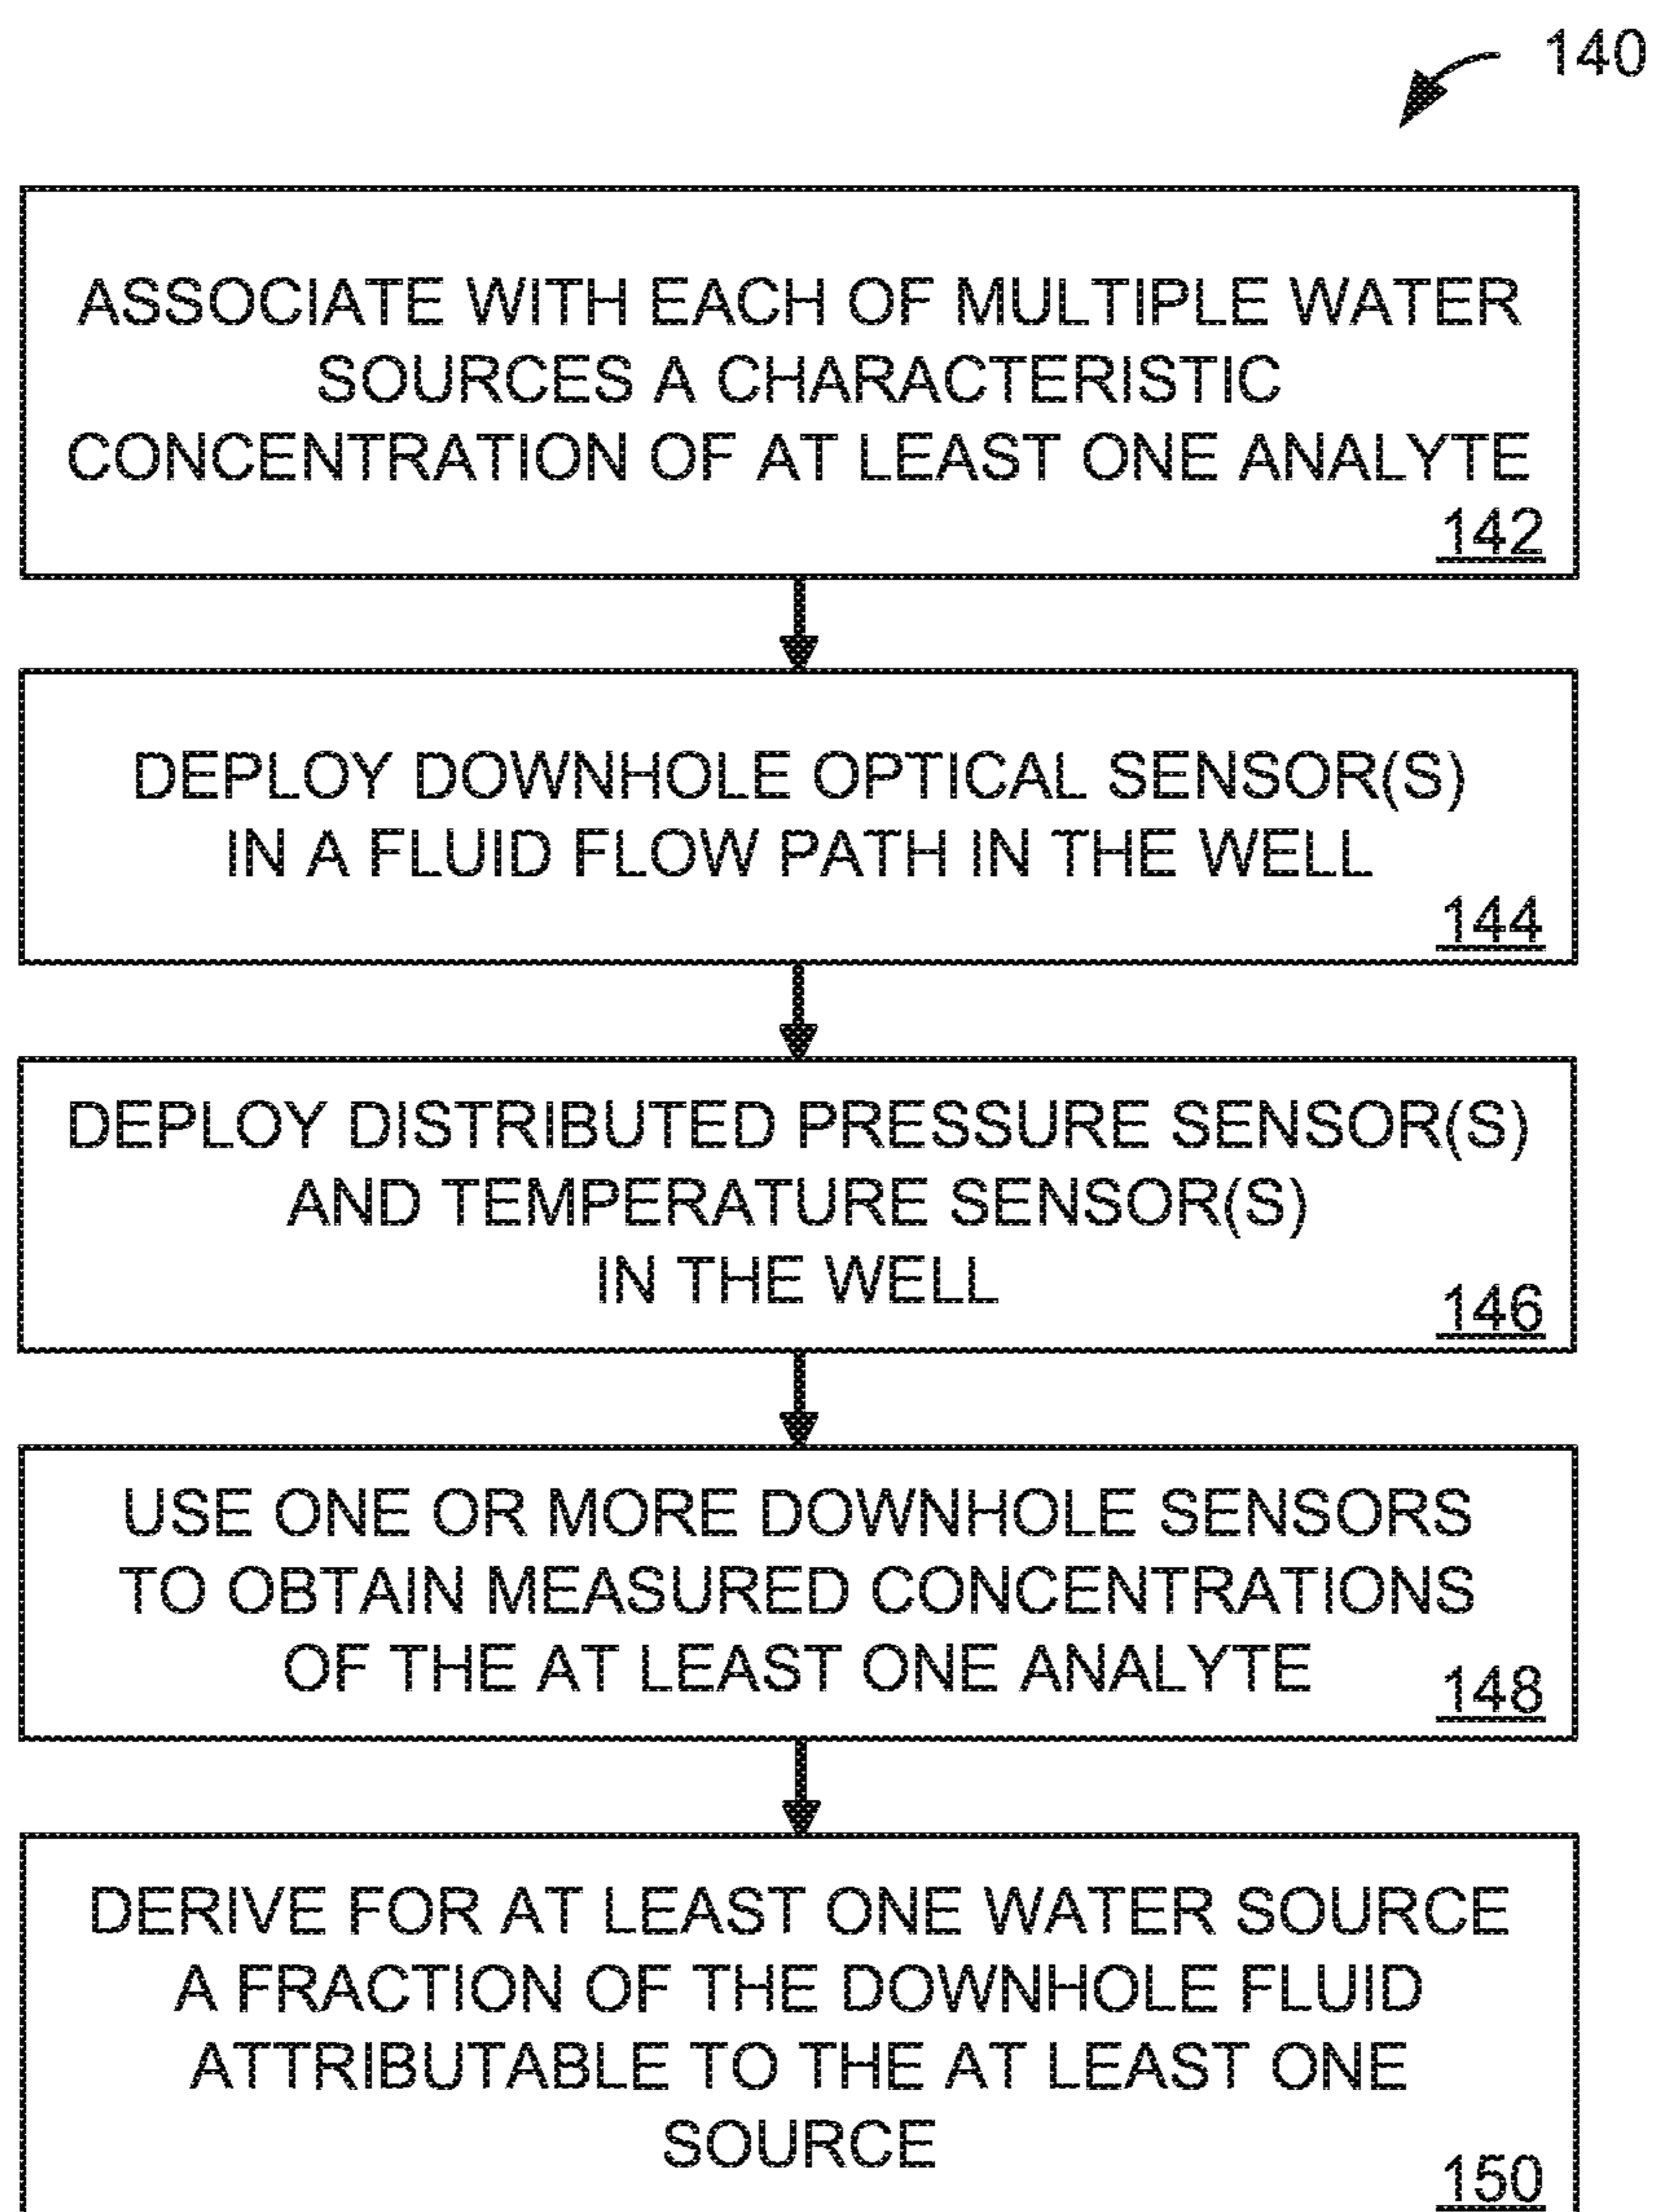 140
ASSOCIATE WITH EACH OF MULTIPLE WATER
SOURCES A CHARACTERISTIC
CONCENTRATION OF AT LEAST ONE ANALYTE
142
DEPLOY DOWNHOLE OPTICAL SENSOR(S)
IN A FLUID FLOW PATH IN THE WELL
144
DEPLOY DISTRIBUTED PRESSURE SENSOR(S)
AND TEMPERATURE SENSOR(S)
IN THE WELL
146
USE ONE OR MORE DOWNHOLE SENSORS
TO OBTAIN MEASURED CONCENTRATIONS
OF THE AT LEAST ONE ANALYTE
148
DERIVE FOR AT LEAST ONE WATER SOURCE
A FRACTION OF THE DOWNHOLE FLUID
ATTRIBUTABLE TO THE AT LEAST ONE
SOURCE
150